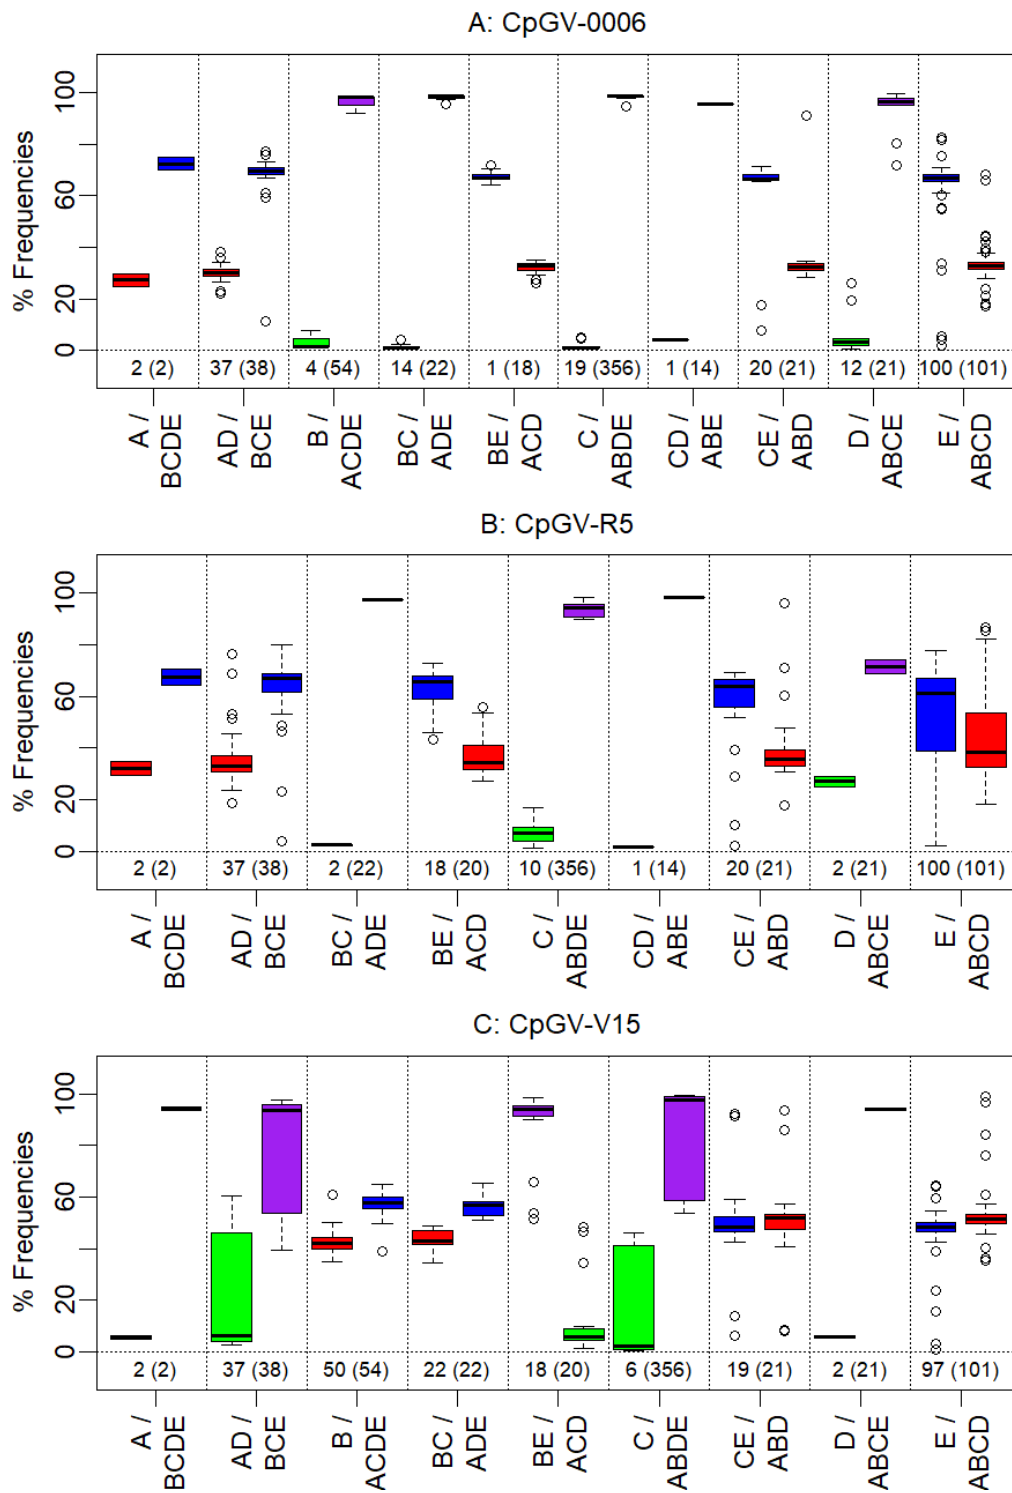 A: CpGV-0006
% Frequencies
100
60
20
0
2 (2) 37 (38) 4 (54) 14 (22) 1 (18) 19 (356) 1 (14) 20 (21) 12 (21) 100 (101)
A / BCDE
AD / BCE
B / ACDE
BC / ADE
BE / ACD
C / ABDE
CD / ABE
CE / ABD
D / ABCE
E / ABCD
B: CpGV-R5
% Frequencies
100
60
20
0
2 (2) 37 (38) 2 (22) 18 (20) 10 (356) 1 (14) 20 (21) 2 (21) 100 (101)
A / BCDE
AD / BCE
BC / ADE
BE / ACD
C / ABDE
CD / ABE
CE / ABD
D / ABCE
E / ABCD
C: CpGV-V15
% Frequencies
100
60
20
0
2 (2) 37 (38) 50 (54) 22 (22) 18 (20) 6 (356) 19 (21) 2 (21) 97 (101)
A / BCDE
AD / BCE
B / ACDE
BC / ADE
BE / ACD
C / ABDE
CE / ABD
D / ABCE
E / ABCD